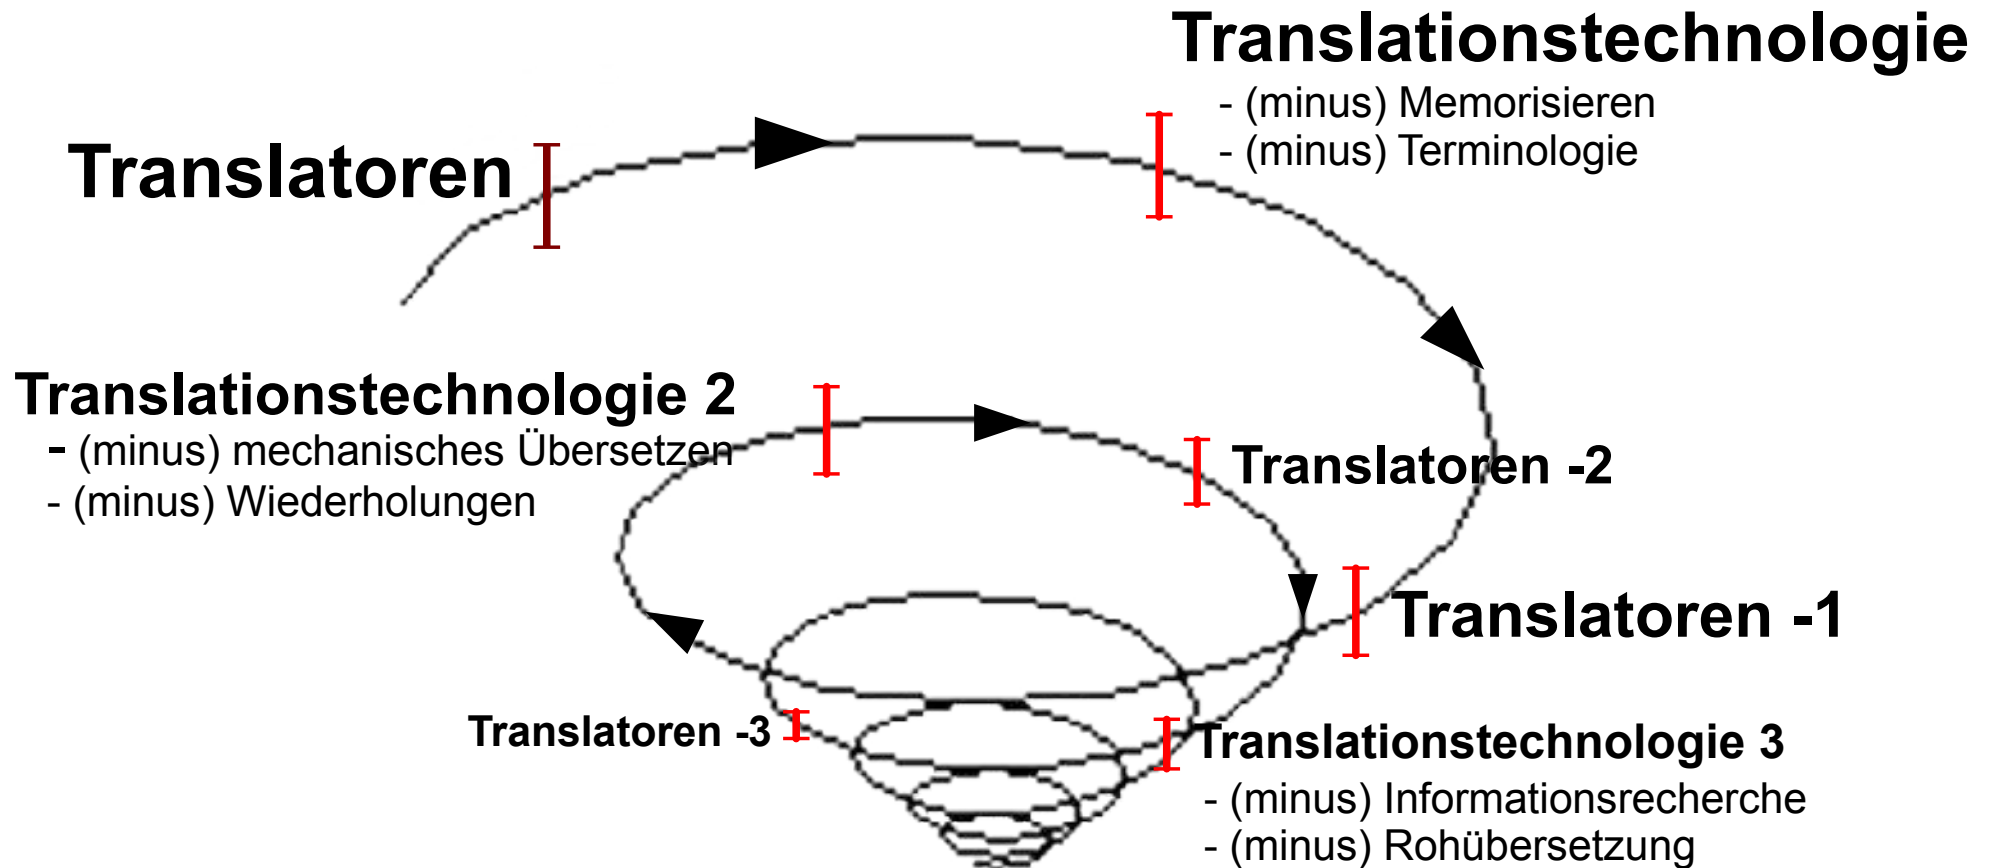 Translationstechnologie
- (minus) Memorisieren
- (minus) Terminologie
Translatoren
Translationstechnologie 2
- (minus) mechanisches Übersetzen
- (minus) Wiederholungen
Translatoren -2
Translatoren -1
Translatoren -3
Translationstechnologie 3
- (minus) Informationsrecherche
- (minus) Rohübersetzung